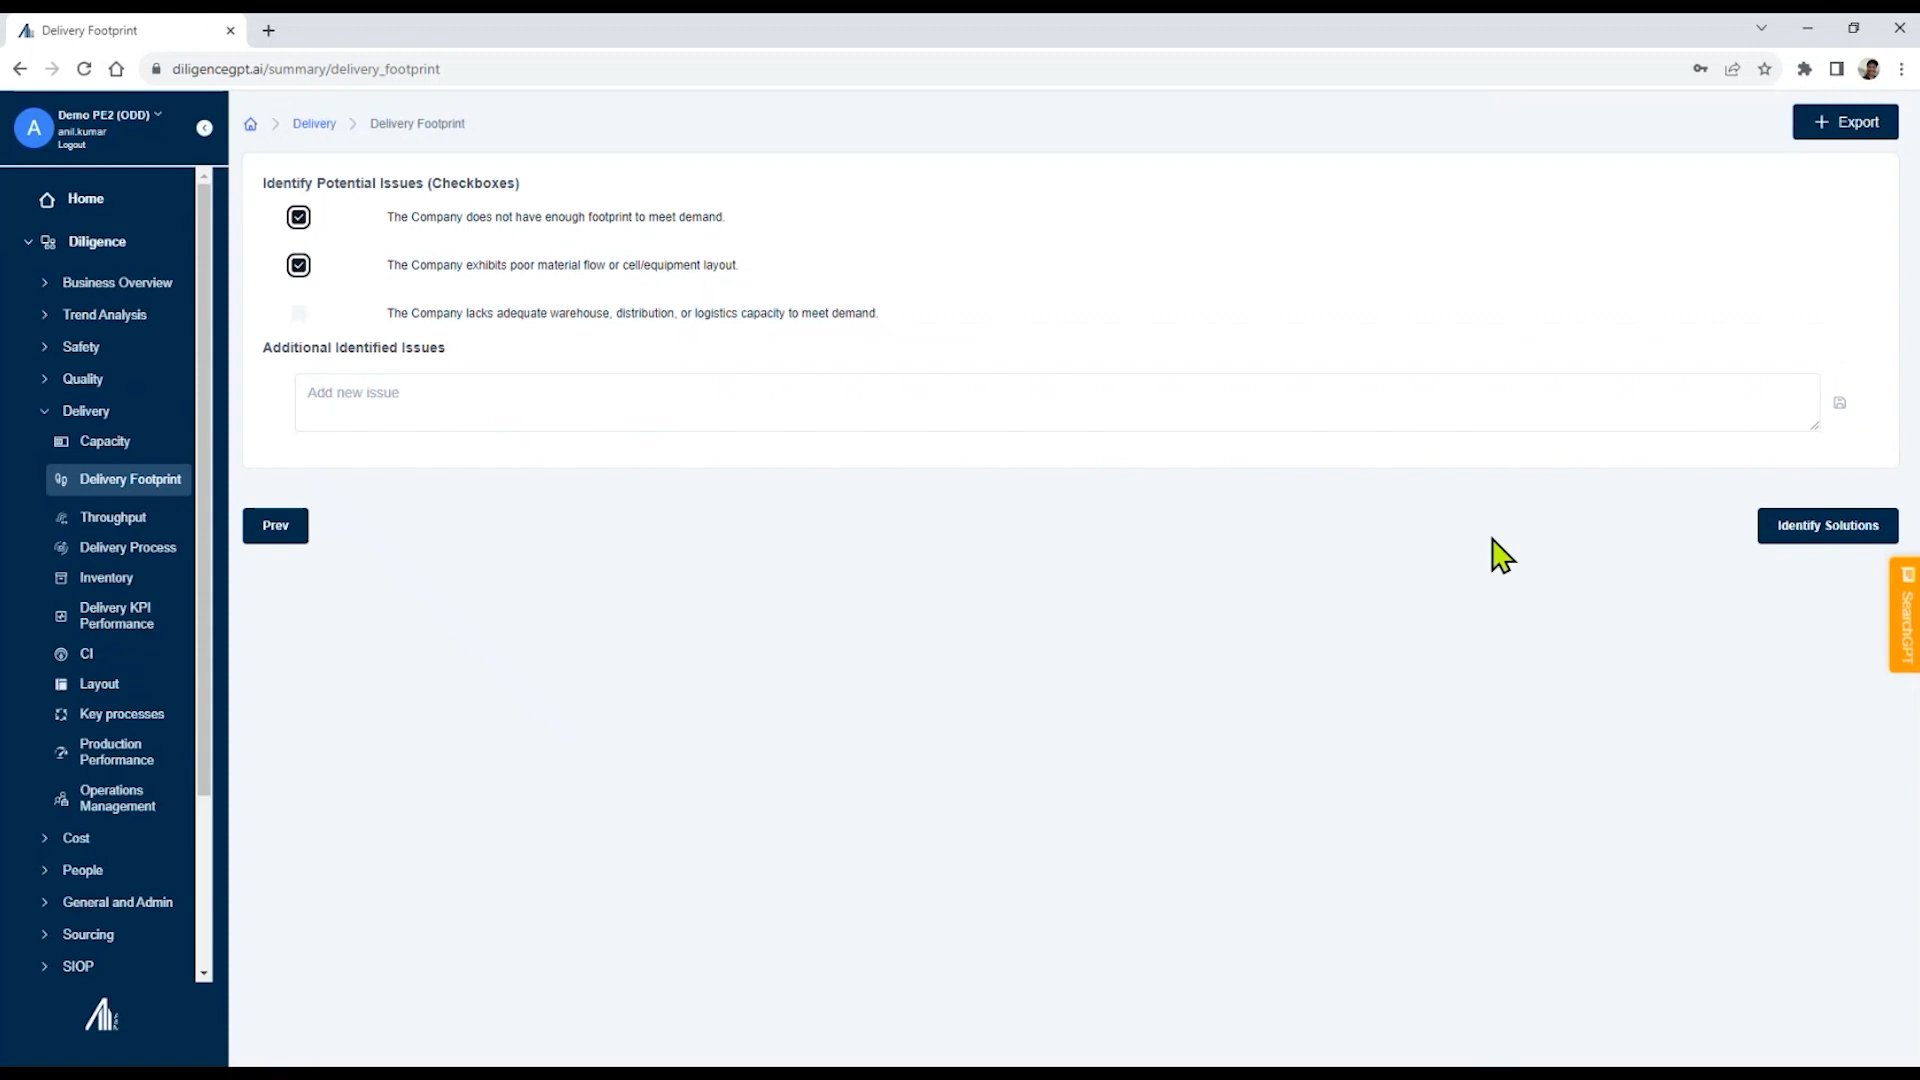 Delivery Footprint
diligencegpt.ai/summary/delivery_footprint
A
Demo PE2 (ODD)
anil.kumar
Logout
Delivery
Delivery Footprint
Export
Home
Diligence
Business Overview
Trend Analysis
Safety
Quality
Delivery
Capacity
Delivery Footprint
Throughput
Delivery Process
Inventory
Delivery KPI
Performance
CI
Layout
Key processes
Production
Performance
Operations
Management
Cost
People
General and Admin
Sourcing
SIOP
Identify Potential Issues (Checkboxes)
The Company does not have enough footprint to meet demand.
The Company exhibits poor material flow or cell/equipment layout.
The Company lacks adequate warehouse, distribution, or logistics capacity to meet demand.
Additional Identified Issues
Add new issue
Prev
Identify Solutions
SearchGPT